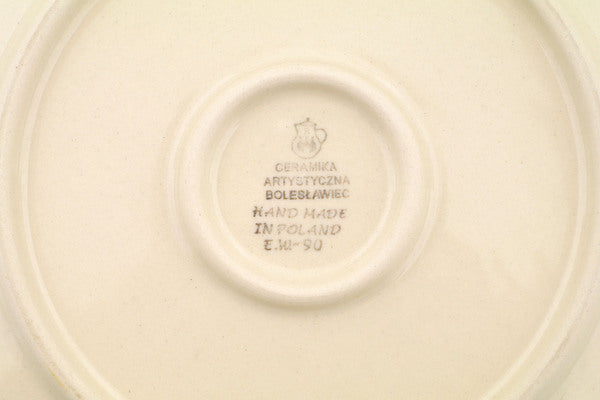 CERAMIKA
ARTYSTYCZNA
BOLESŁAWIEC
HAND MADE
IN POLAND
E.W-90